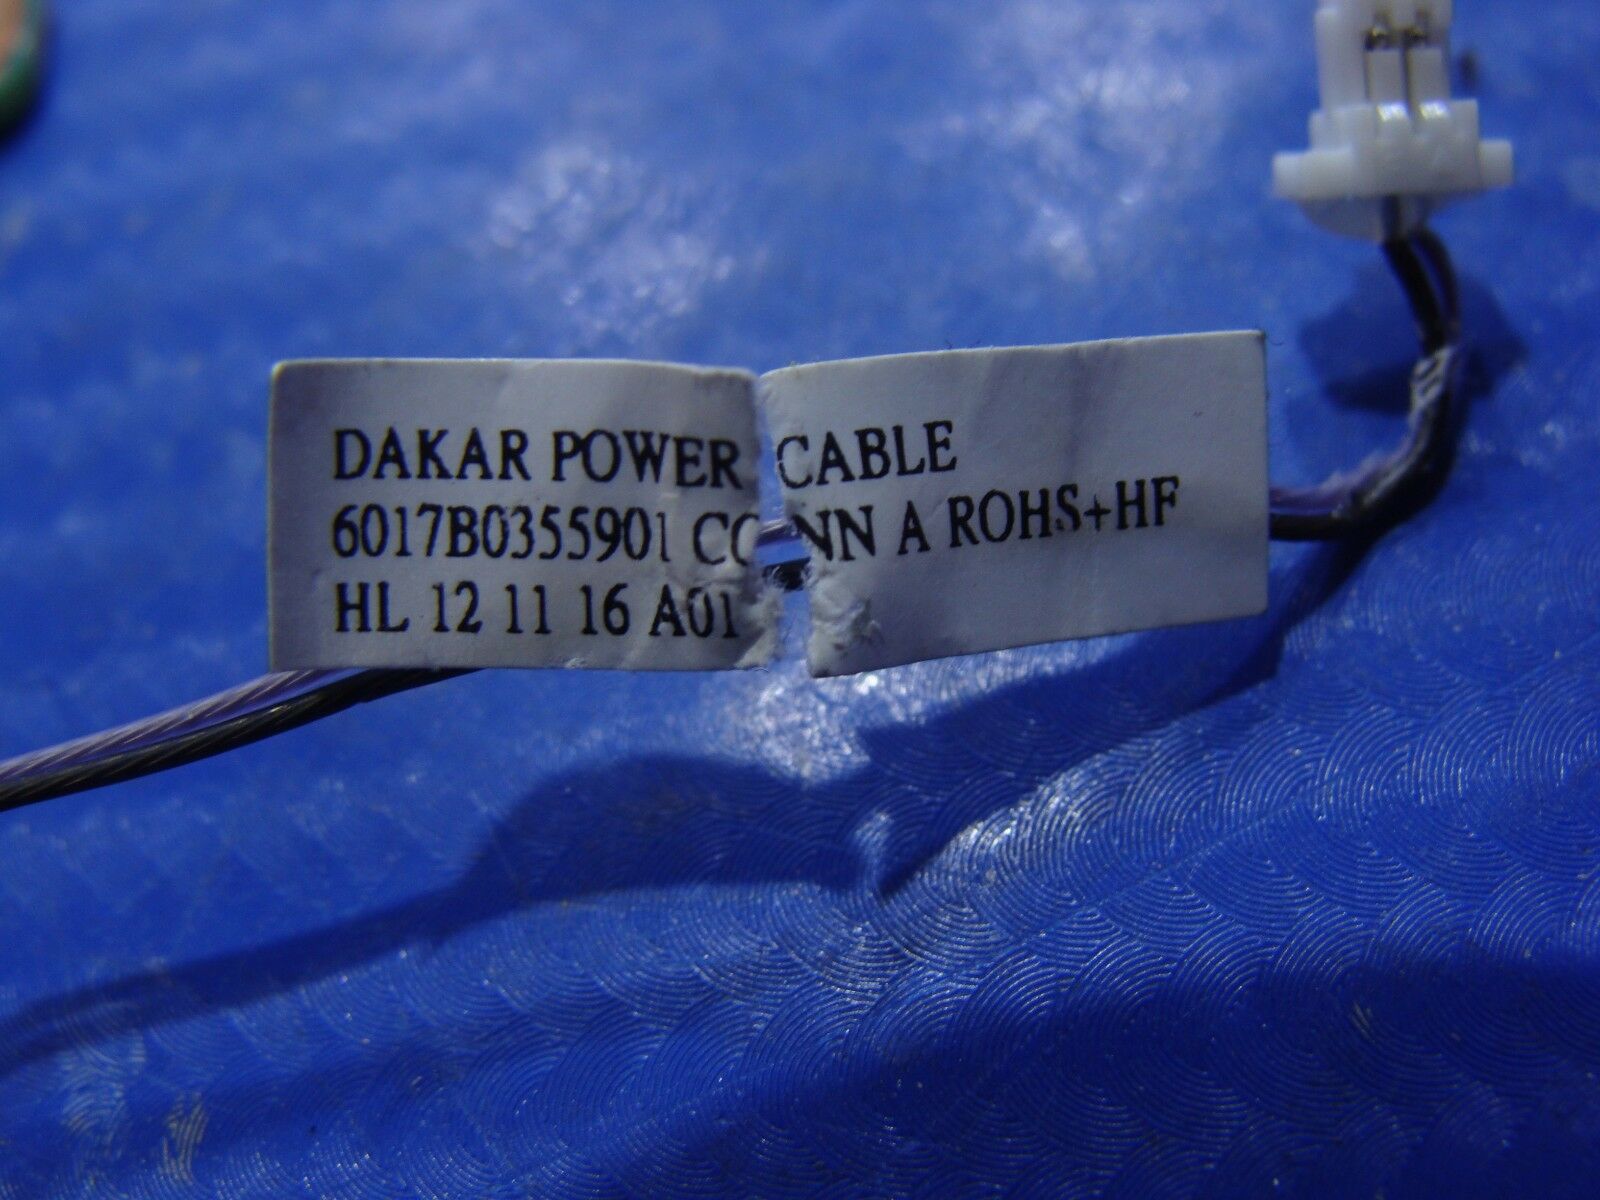 DAKAR POWER CABLE
6017B0355901 CONN A ROHS+HF
HL 12 11 16 A01